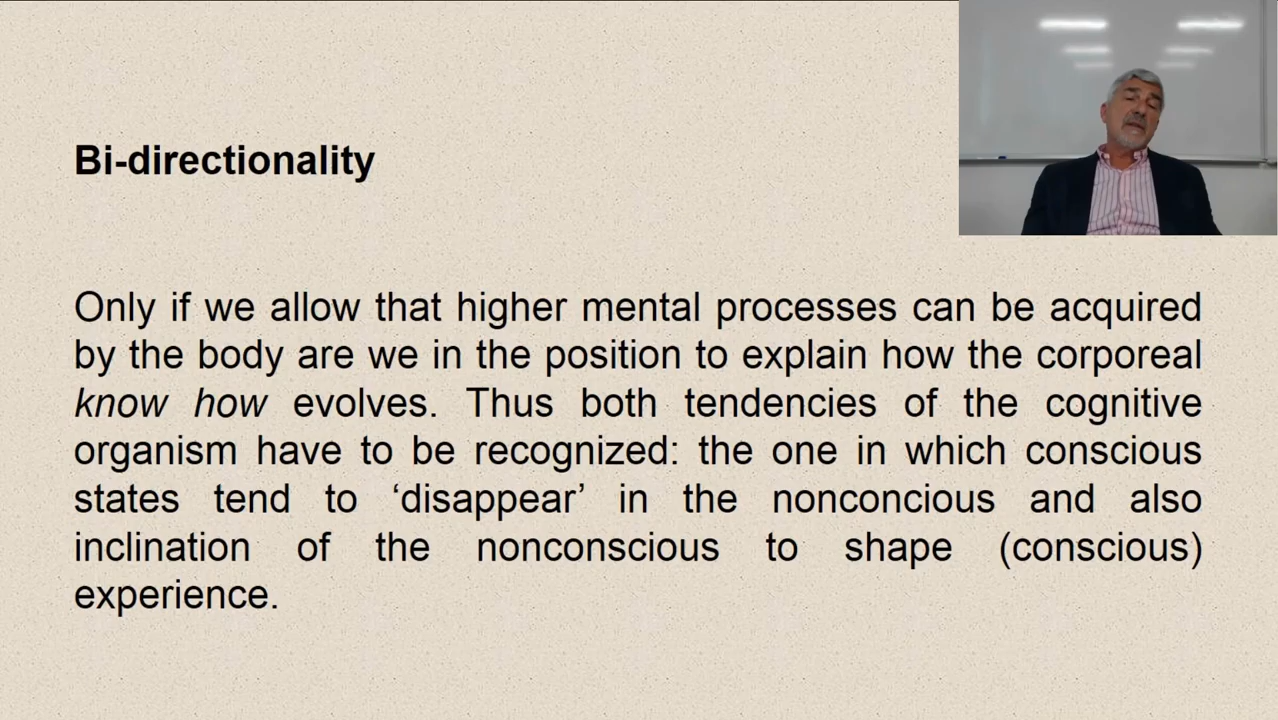 Bi-directionality
Only if we allow that higher mental processes can be acquired
by the body are we in the position to explain how the corporeal
know how evolves. Thus both tendencies of the cognitive
organism have to be recognized: the one in which conscious
states tend to ‘disappear’ in the nonconcious and also
inclination of the nonconscious to shape (conscious)
experience.